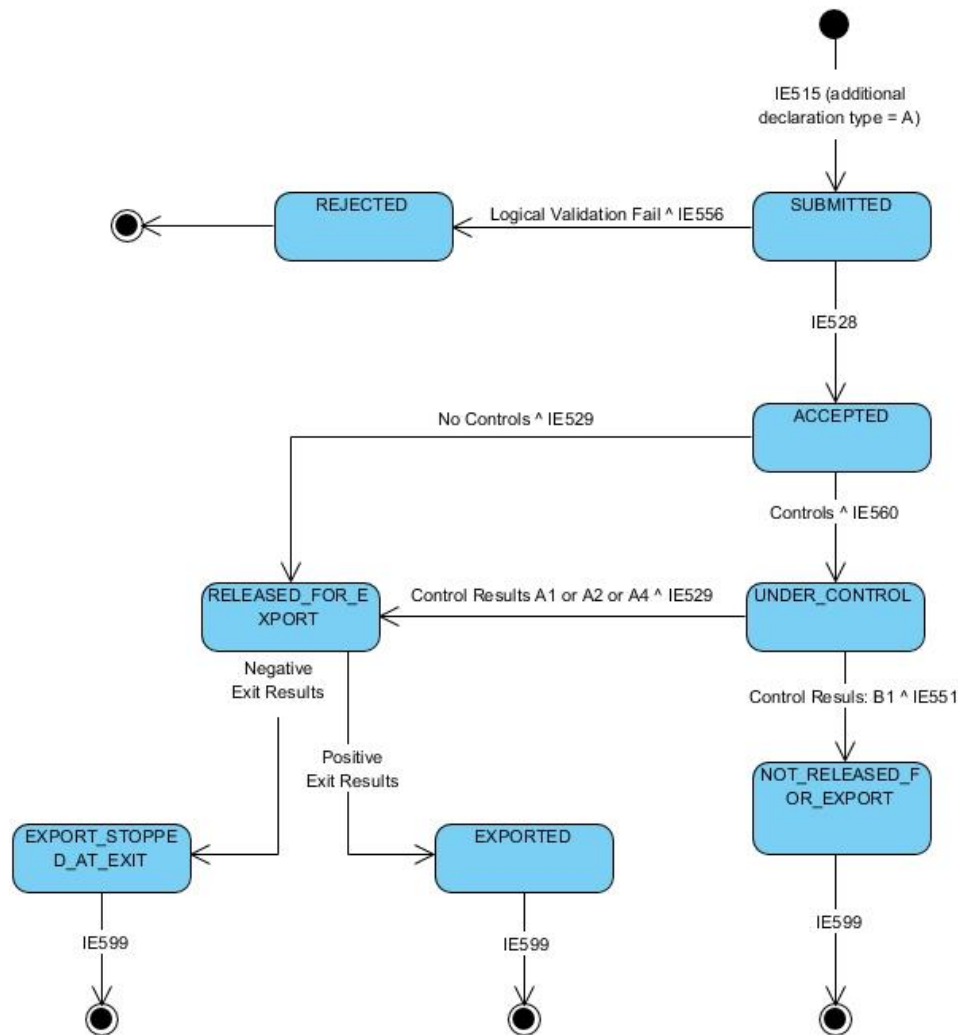 IE515 (additional
declaration type = A)
REJECTED
SUBMITTED
Logical Validation Fail ^ IE556
IE528
ACCEPTED
No Controls ^ IE529
Controls ^ IE560
RELEASED_FOR_E
XPORT
Control Results A1 or A2 or A4 ^ IE529
UNDER_CONTROL
Negative
Exit Results
Control Resuls: B1 ^ IE551
Positive
Exit Results
NOT_RELEASED_F
OR_EXPORT
EXPORT_STOPPE
D_AT_EXIT
EXPORTED
IE599
IE599
IE599